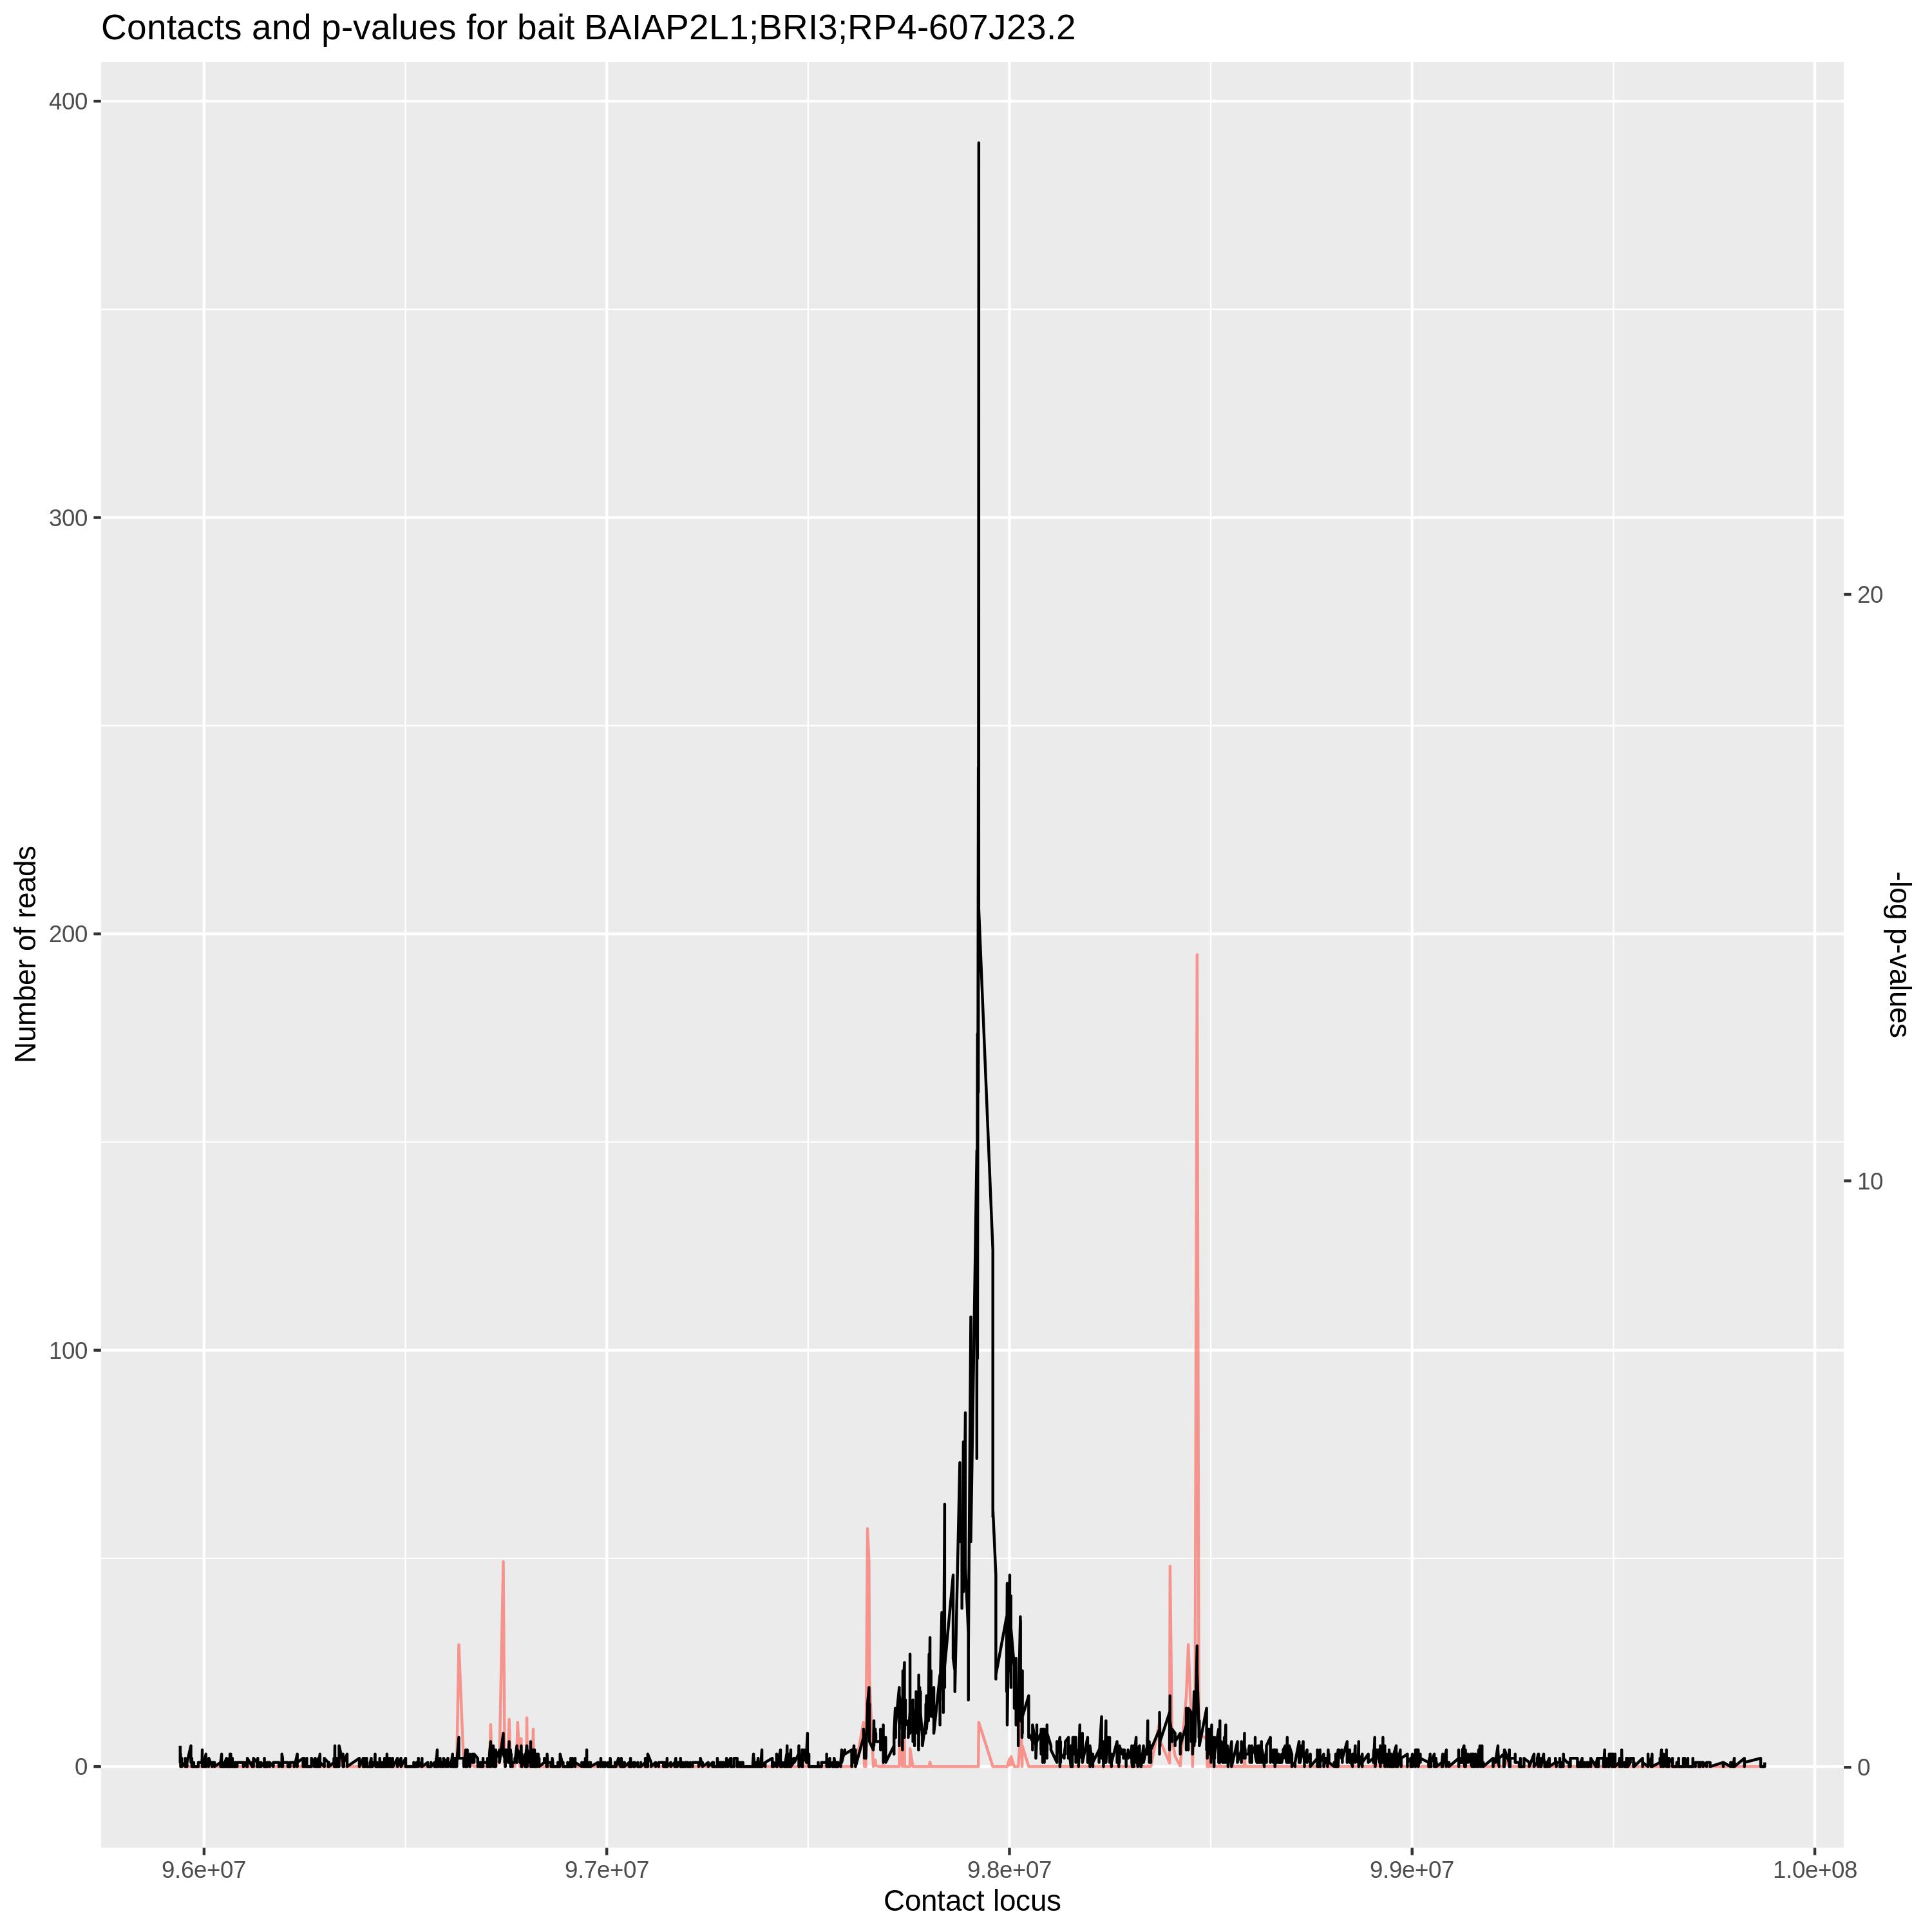 Contacts and p-values for bait BAIAP2L1;BRI3;RP4-607J23.2
400
300
200
100
0
Number of reads
20
10
0
-log p-values
9.6e+07 9.7e+07 9.8e+07 9.9e+07 1.0e+08
Contact locus